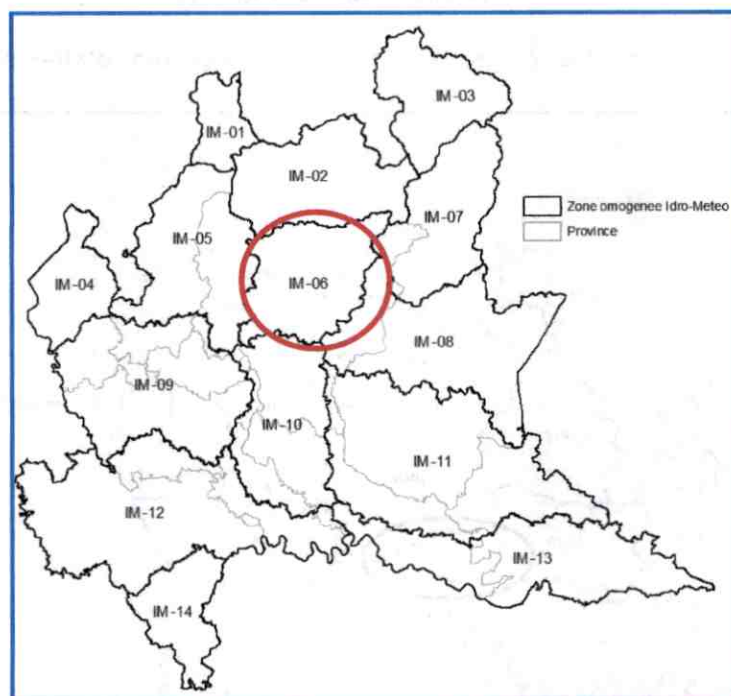 IM-03
IM-01
IM-02
IM-07
Zone omogenee Idro-Meteo
Province
IM-05
IM-04
IM-06
IM-08
IM-09
IM-10
IM-11
IM-12
IM-13
IM-14